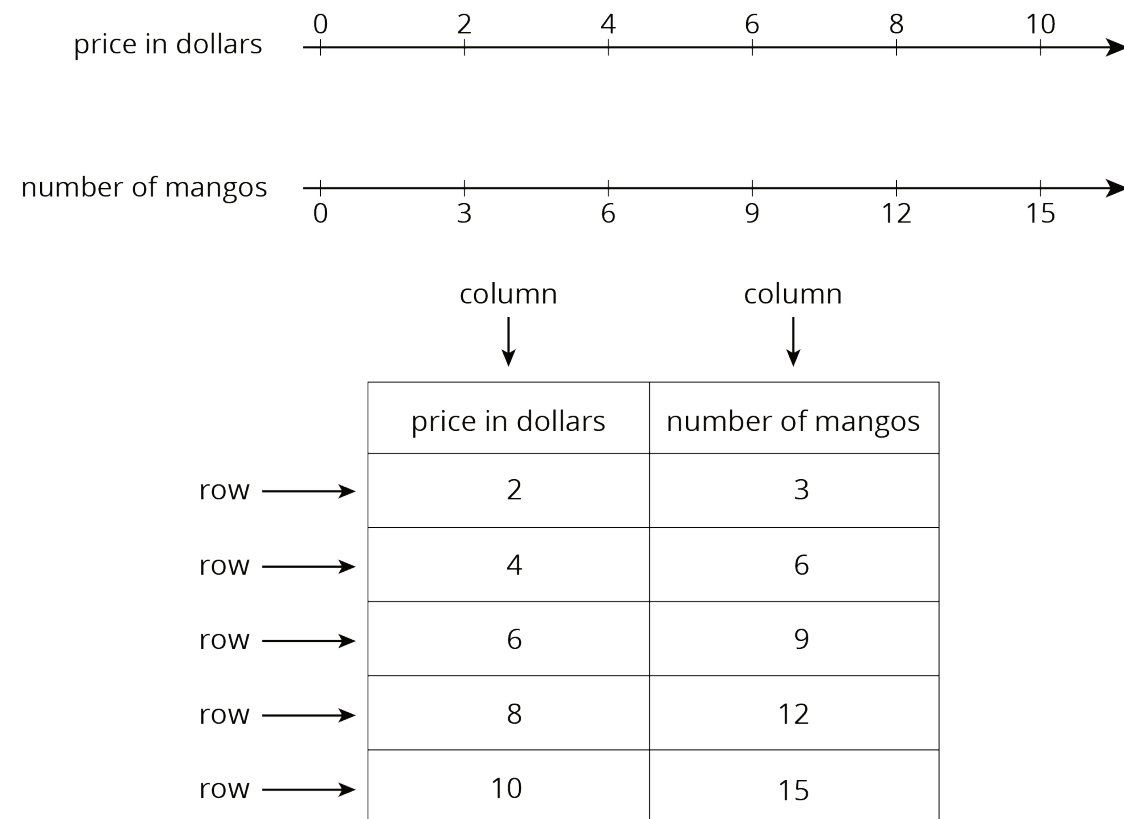 0 2 4 6 8 10
price in dollars
number of mangos
0 3 6 9 12 15
column column
price in dollars number of mangos
row 2 3
row 4 6
row 6 9
row 8 12
row 10 15